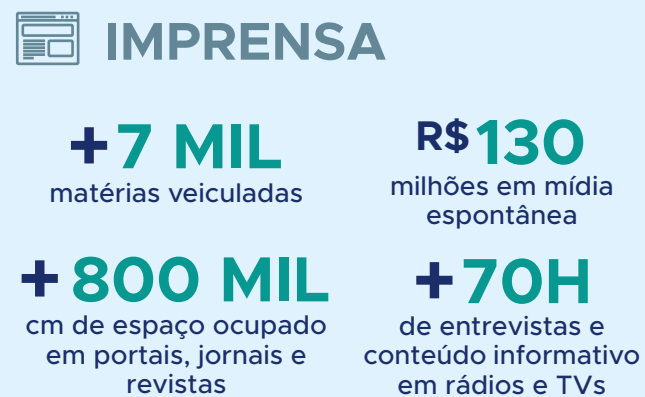 IMPRENSA
+7 MIL
matérias veiculadas
R$130
milhões em mídia
espontânea
+800 MIL
cm de espaço ocupado
em portais, jornais e
revistas
+70H
de entrevistas e
conteúdo informativo
em rádios e TVs